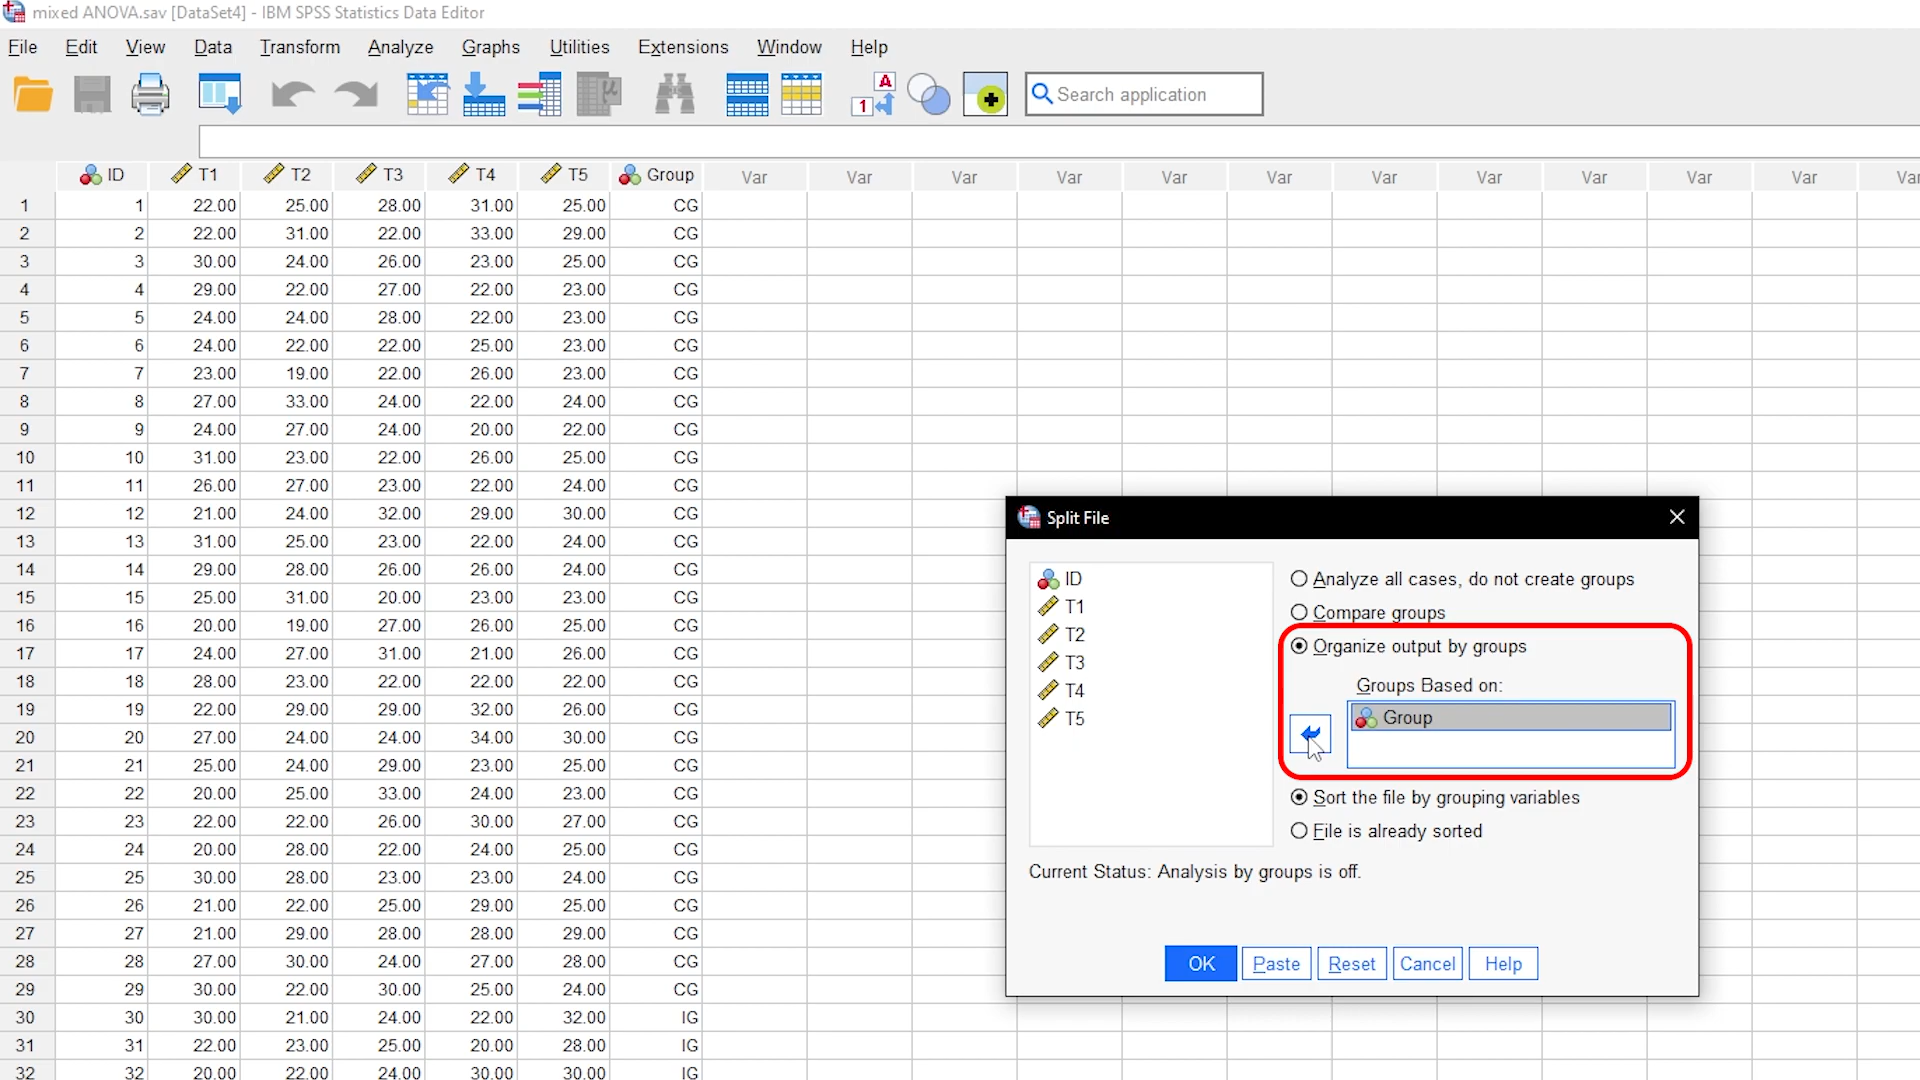 mixed ANOVA.sav [DataSet4] - IBM SPSS Statistics Data Editor
File Edit View Data Transform Analyze Graphs Utilities Extensions Window Help
A
1
µ
Search application
ID T1 T2 T3 T4 T5 Group Var Var Var Var Var Var Var Var Var Var Var Var
1 1 22.00 25.00 28.00 31.00 25.00 CG
2 2 22.00 31.00 22.00 33.00 29.00 CG
3 3 30.00 24.00 26.00 23.00 25.00 CG
4 4 29.00 22.00 27.00 22.00 23.00 CG
5 5 24.00 24.00 28.00 22.00 23.00 CG
6 6 24.00 22.00 22.00 25.00 23.00 CG
7 7 23.00 19.00 22.00 26.00 23.00 CG
8 8 27.00 33.00 24.00 22.00 24.00 CG
9 9 24.00 27.00 24.00 20.00 22.00 CG
10 10 31.00 23.00 22.00 26.00 25.00 CG
11 11 26.00 27.00 23.00 22.00 24.00 CG
12 12 21.00 24.00 32.00 29.00 30.00 CG
13 13 31.00 25.00 23.00 22.00 24.00 CG
14 14 29.00 28.00 26.00 26.00 24.00 CG
15 15 25.00 31.00 20.00 23.00 23.00 CG
16 16 20.00 19.00 27.00 26.00 25.00 CG
17 17 24.00 27.00 31.00 21.00 26.00 CG
18 18 28.00 23.00 22.00 22.00 22.00 CG
19 19 22.00 29.00 29.00 32.00 26.00 CG
20 20 27.00 24.00 24.00 34.00 30.00 CG
21 21 25.00 24.00 29.00 23.00 25.00 CG
22 22 20.00 25.00 33.00 24.00 23.00 CG
23 23 22.00 22.00 26.00 30.00 27.00 CG
24 24 20.00 28.00 22.00 24.00 25.00 CG
25 25 30.00 28.00 23.00 23.00 24.00 CG
26 26 21.00 22.00 25.00 29.00 25.00 CG
27 27 21.00 29.00 28.00 28.00 29.00 CG
28 28 27.00 30.00 24.00 27.00 28.00 CG
29 29 30.00 22.00 30.00 25.00 24.00 CG
30 30 30.00 21.00 24.00 22.00 32.00 IG
31 31 22.00 23.00 25.00 20.00 28.00 IG
32 32 20.00 22.00 24.00 30.00 30.00 IG
Split File
ID
T1
T2
T3
T4
T5
Analyze all cases, do not create groups
Compare groups
Organize output by groups
Groups Based on:
Group
Sort the file by grouping variables
File is already sorted
Current Status: Analysis by groups is off.
OK Paste Reset Cancel Help